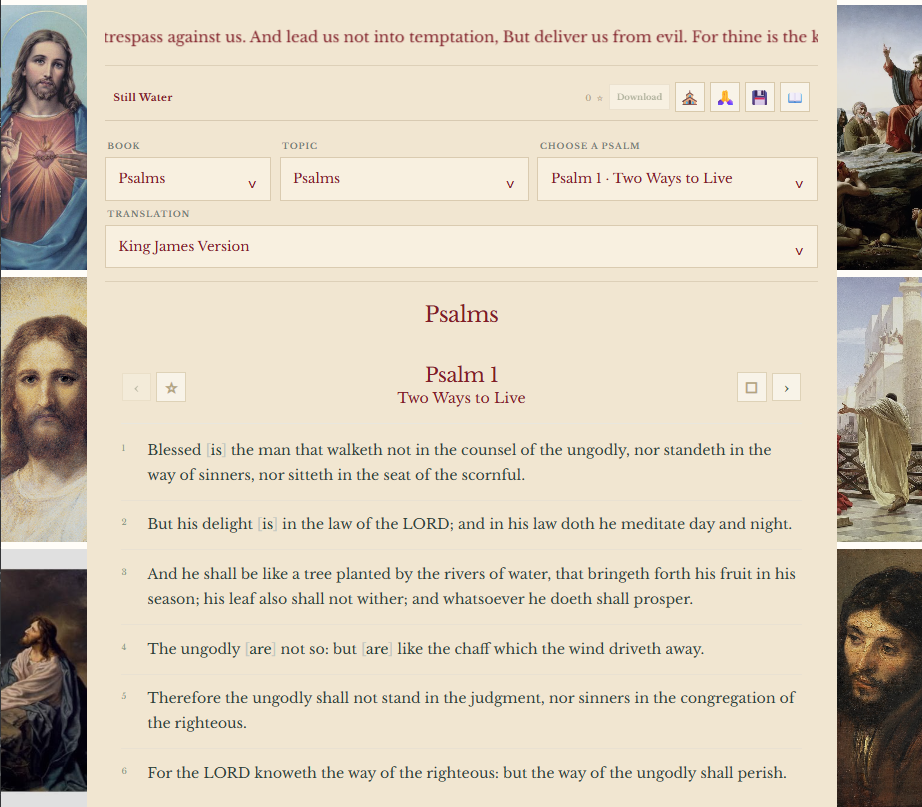 trespass against us. And lead us not into temptation, But deliver us from evil. For thine is the
Still Water
0 ★ Download
BOOK TOPIC CHOOSE A PSALM
Psalms v Psalms v Psalm 1 · Two Ways to Live v
TRANSLATION
King James Version v
Psalms
Psalm 1
‹ ☆ □ ›
Two Ways to Live
1 Blessed [is] the man that walketh not in the counsel of the ungodly, nor standeth in the
way of sinners, nor sitteth in the seat of the scornful.
2 But his delight [is] in the law of the LORD; and in his law doth he meditate day and night.
3 And he shall be like a tree planted by the rivers of water, that bringeth forth his fruit in his
season; his leaf also shall not wither; and whatsoever he doeth shall prosper.
4 The ungodly [are] not so: but [are] like the chaff which the wind driveth away.
5 Therefore the ungodly shall not stand in the judgment, nor sinners in the congregation of
the righteous.
6 For the LORD knoweth the way of the righteous: but the way of the ungodly shall perish.